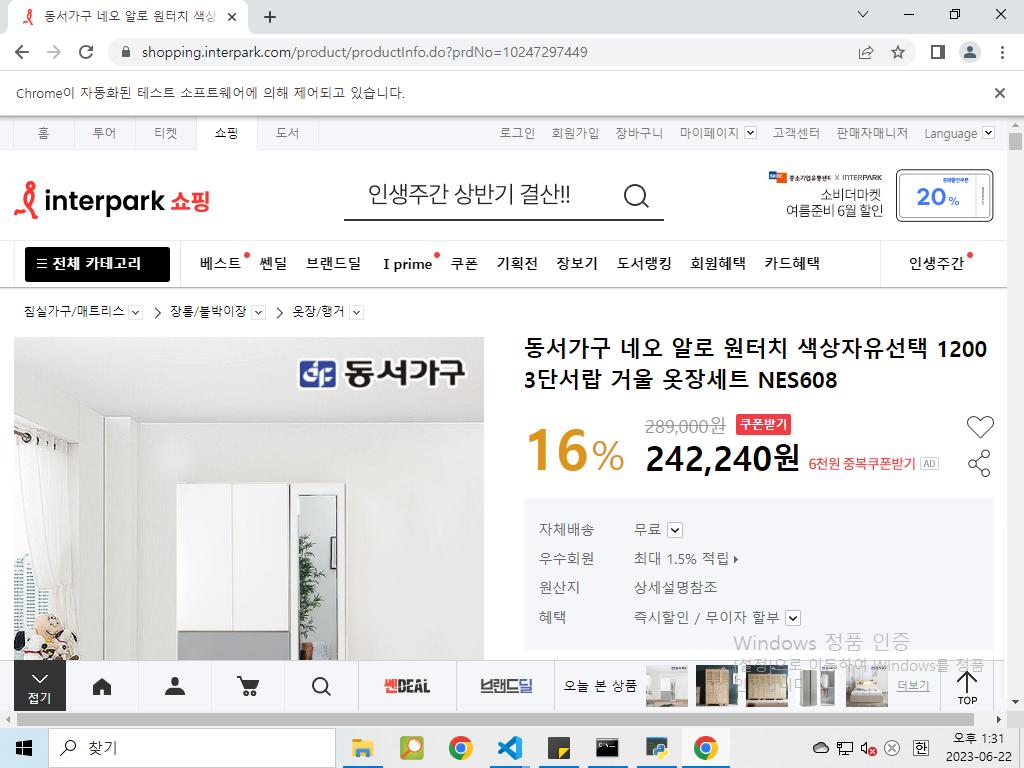 동서가구 네오 알로 원터치 색상
shopping.interpark.com/product/productInfo.do?prdNo=10247297449
Chrome이 자동화된 테스트 소프트웨어에 의해 제어되고 있습니다.
홈 투어 티켓 쇼핑 도서 로그인 회원가입 장바구니 마이페이지 고객센터 판매자매니저 Language
interpark 쇼핑
인생주간 상반기 결산!!
중소기업유통센터 X INTERPARK
소비더마켓
여름준비 6월 할인
20%
전체 카테고리 베스트 쎈딜 브랜드딜 I prime 쿠폰 기획전 장보기 도서랭킹 회원혜택 카드혜택 인생주간
침실가구/매트리스 장롱/붙박이장 옷장/행거
동서가구
동서가구 네오 알로 원터치 색상자유선택 1200
3단서랍 거울 옷장세트 NES608
16%
289,000원 쿠폰받기
242,240원 6천원 중복쿠폰받기 AD
자체배송 무료
우수회원 최대 1.5% 적립
원산지 상세설명참조
혜택 즉시할인 / 무이자 할부
Windows 정품 인증
[설정]으로 이동하여 Windows를 정품
접기
쎈DEAL
브랜드딜
오늘 본 상품
더보기
TOP
찾기
한
오후 1:31
2023-06-22